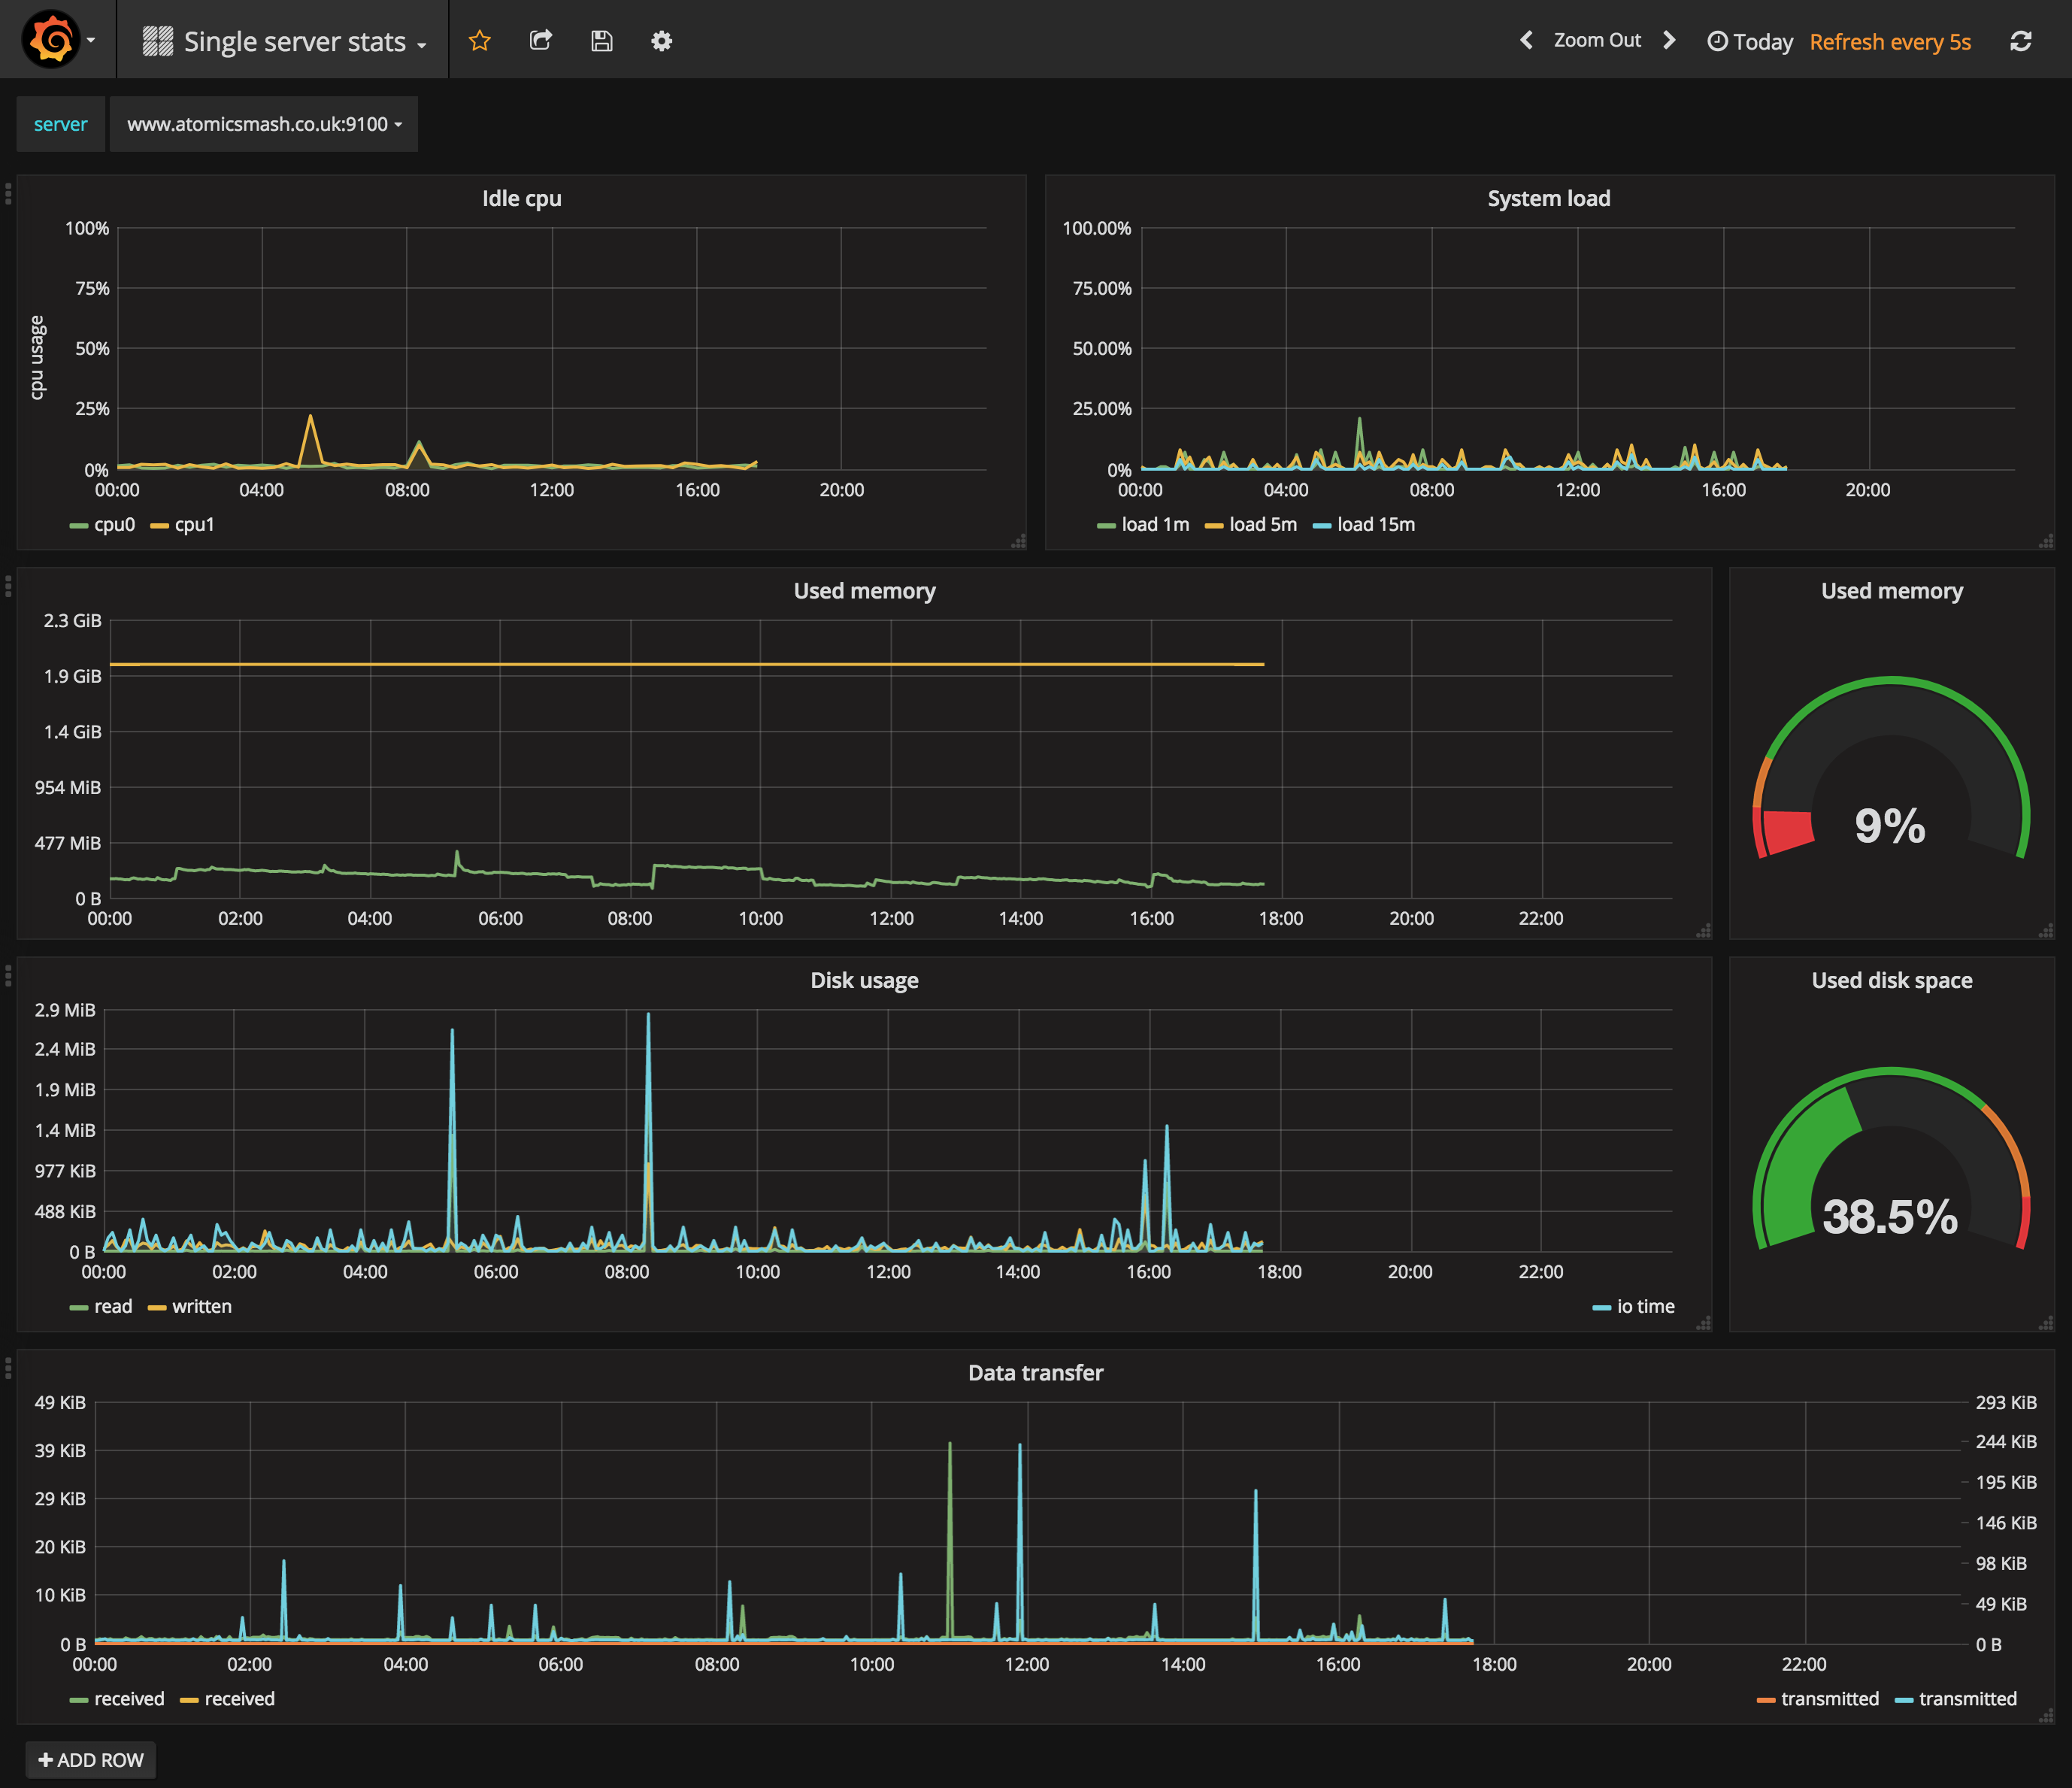 Single server stats
Zoom Out
Today
Refresh every 5s
server
www.atomicsmash.co.uk:9100
Idle cpu
cpu usage
100%
75%
50%
25%
0%
00:00 04:00 08:00 12:00 16:00 20:00
cpu0 cpu1
System load
100.00%
75.00%
50.00%
25.00%
0%
00:00 04:00 08:00 12:00 16:00 20:00
load 1m load 5m load 15m
Used memory
2.3 GiB
1.9 GiB
1.4 GiB
954 MiB
477 MiB
0 B
00:00 02:00 04:00 06:00 08:00 10:00 12:00 14:00 16:00 18:00 20:00 22:00
Used memory
9%
Disk usage
2.9 MiB
2.4 MiB
1.9 MiB
1.4 MiB
977 KiB
488 KiB
0 B
00:00 02:00 04:00 06:00 08:00 10:00 12:00 14:00 16:00 18:00 20:00 22:00
read written io time
Used disk space
38.5%
Data transfer
49 KiB
39 KiB
29 KiB
20 KiB
10 KiB
0 B
293 KiB
244 KiB
195 KiB
146 KiB
98 KiB
49 KiB
0 B
00:00 02:00 04:00 06:00 08:00 10:00 12:00 14:00 16:00 18:00 20:00 22:00
received received transmitted transmitted
+ ADD ROW